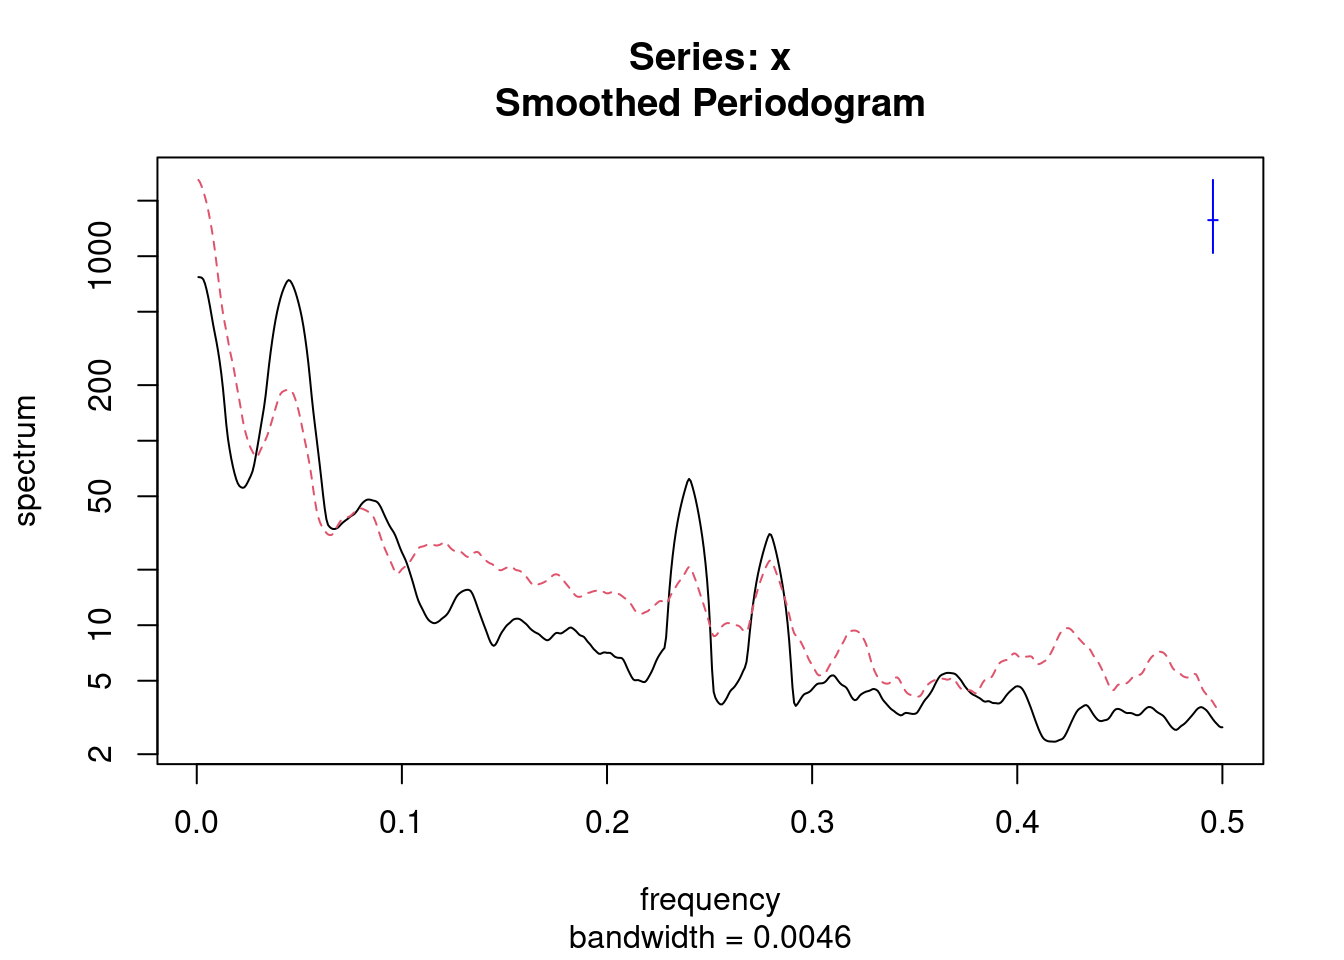 Series: x
Smoothed Periodogram
spectrum
1000
200
50
10
5
2
0.0 0.1 0.2 0.3 0.4 0.5
frequency
bandwidth = 0.0046